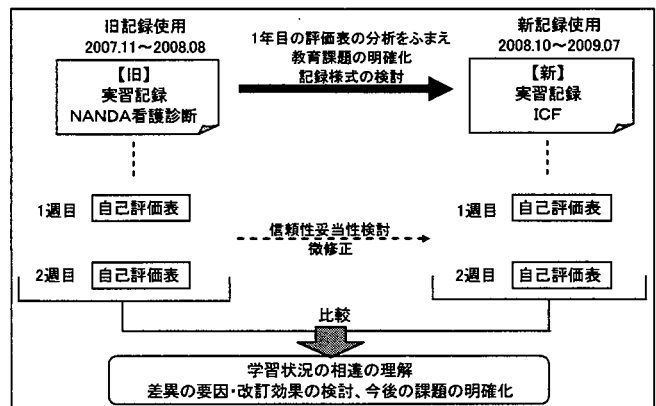 旧記録使用
2007.11～2008.08
【旧】
実習記録
NANDA看護診断
1年目の評価表の分析をふまえ
教育課題の明確化
記録様式の検討
新記録使用
2008.10～2009.07
【新】
実習記録
ICF
1週目 自己評価表
信頼性妥当性検討
微修正
1週目 自己評価表
2週目 自己評価表
2週目 自己評価表
比較
学習状況の相違の理解
差異の要因・改訂効果の検討、今後の課題の明確化